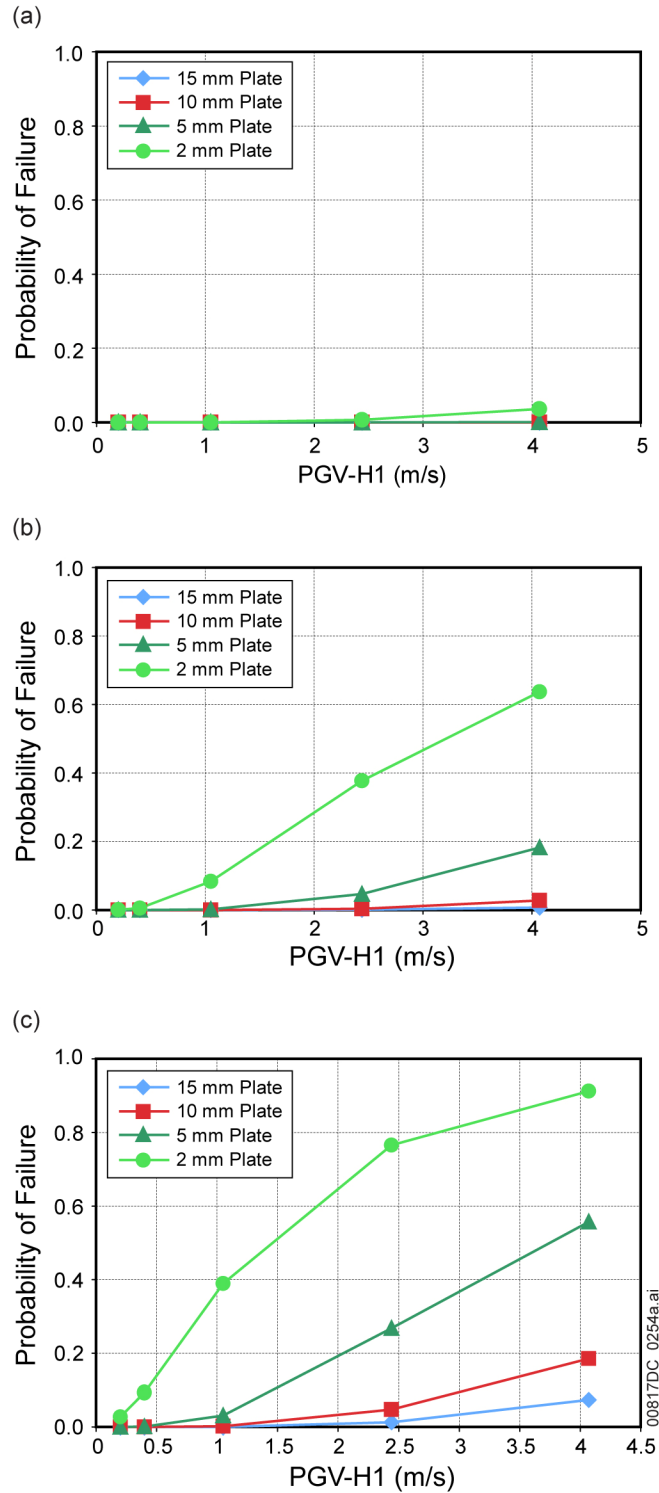 (a)
1.0
15 mm Plate
10 mm Plate
5 mm Plate
2 mm Plate
0.8
0.6
0.4
0.2
0.0
Probability of Failure
0 1 2 3 4 5
PGV-H1 (m/s)
(b)
1.0
15 mm Plate
10 mm Plate
5 mm Plate
2 mm Plate
0.8
0.6
0.4
0.2
0.0
Probability of Failure
0 1 2 3 4 5
PGV-H1 (m/s)
(c)
1.0
15 mm Plate
10 mm Plate
5 mm Plate
2 mm Plate
0.8
0.6
0.4
0.2
0.0
Probability of Failure
0 0.5 1 1.5 2 2.5 3 3.5 4 4.5
PGV-H1 (m/s)
00817DC_0254a.ai